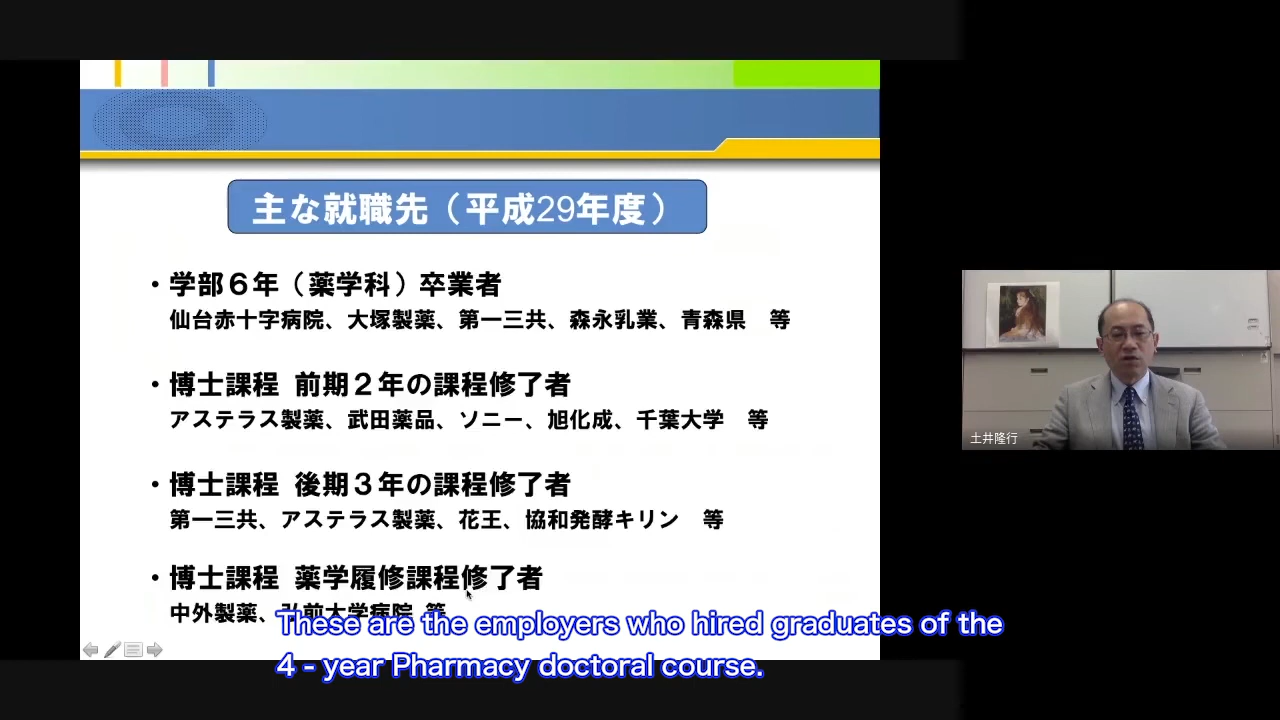 主な就職先（平成29年度）
・学部６年（薬学科）卒業者
仙台赤十字病院、大塚製薬、第一三共、森永乳業、青森県　等
・博士課程 前期２年の課程修了者
アステラス製薬、武田薬品、ソニー、旭化成、千葉大学　等
・博士課程 後期３年の課程修了者
第一三共、アステラス製薬、花王、協和発酵キリン　等
・博士課程 薬学履修課程修了者
中外製薬、弘前大学病院 等
These are the employers who hired graduates of the
4 - year Pharmacy doctoral course.
土井隆行